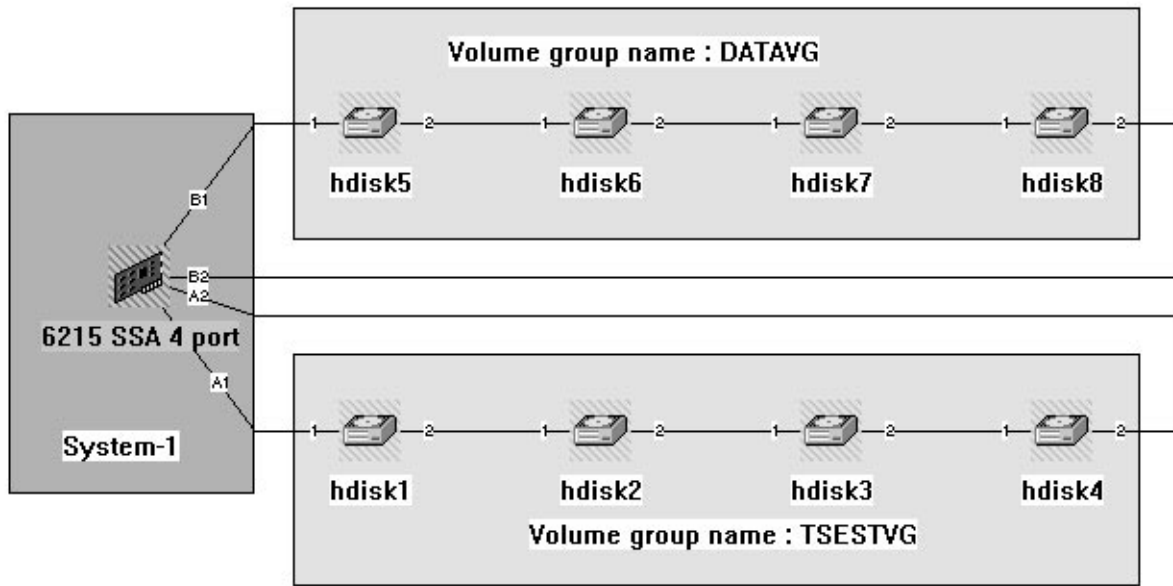 Volume group name : DATAVG
1 2 1 2 1 2 1 2
hdisk5 hdisk6 hdisk7 hdisk8
B1
B2
A2
6215 SSA 4 port
A1
System-1
1 2 1 2 1 2 1 2
hdisk1 hdisk2 hdisk3 hdisk4
Volume group name : TSESTVG